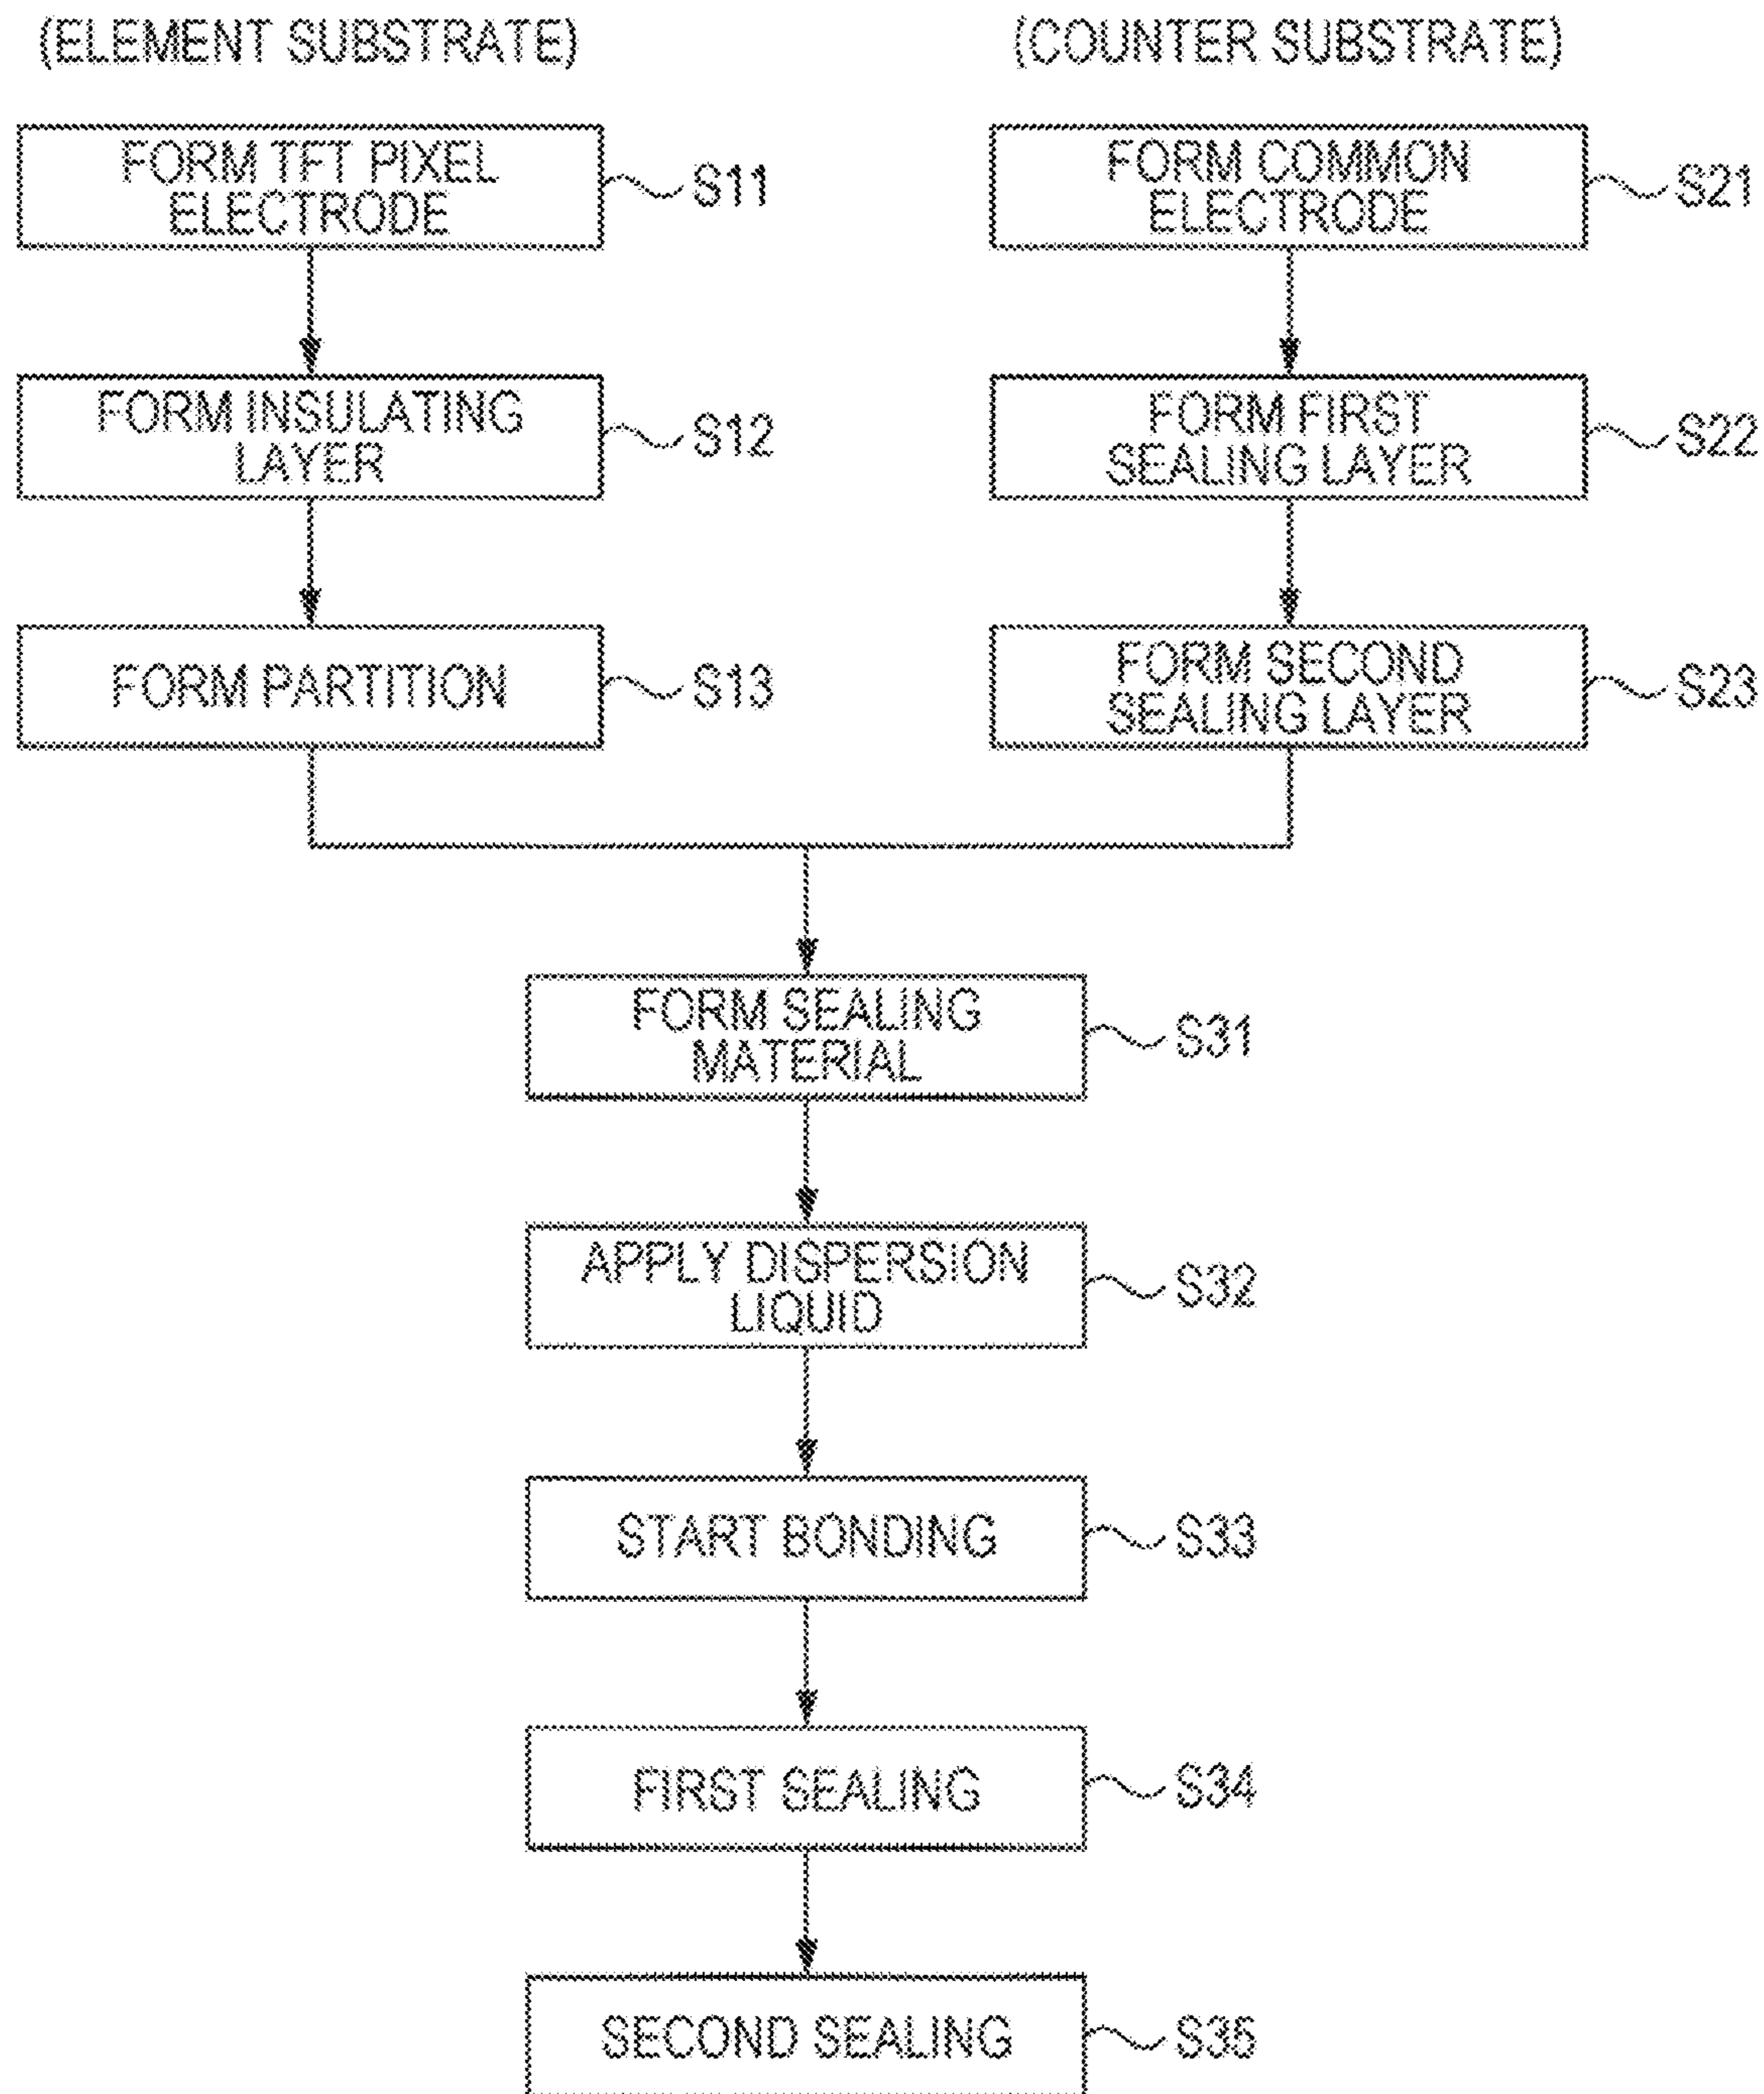 (ELEMENT SUBSTRATE)
(COUNTER SUBSTRATE)
FORM TFT PIXEL
ELECTRODE
S11
FORM COMMON
ELECTRODE
S21
FORM INSULATING
LAYER
S12
FORM FIRST
SEALING LAYER
S22
FORM PARTITION
S13
FORM SECOND
SEALING LAYER
S23
FORM SEALING
MATERIAL
S31
APPLY DISPERSION
LIQUID
S32
START BONDING
S33
FIRST SEALING
S34
SECOND SEALING
S35